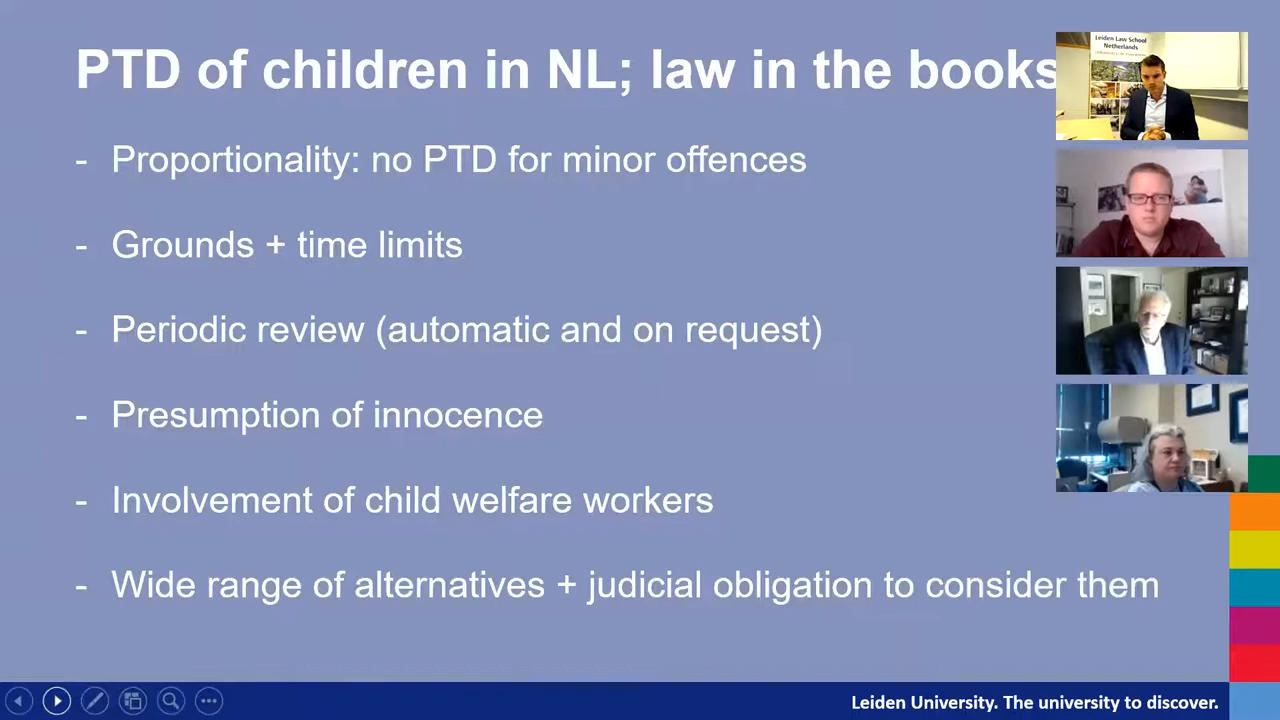 PTD of children in NL; law in the books
- Proportionality: no PTD for minor offences
- Grounds + time limits
- Periodic review (automatic and on request)
- Presumption of innocence
- Involvement of child welfare workers
- Wide range of alternatives + judicial obligation to consider them
Leiden Law School
Netherlands
Leiden University. The university to discover.